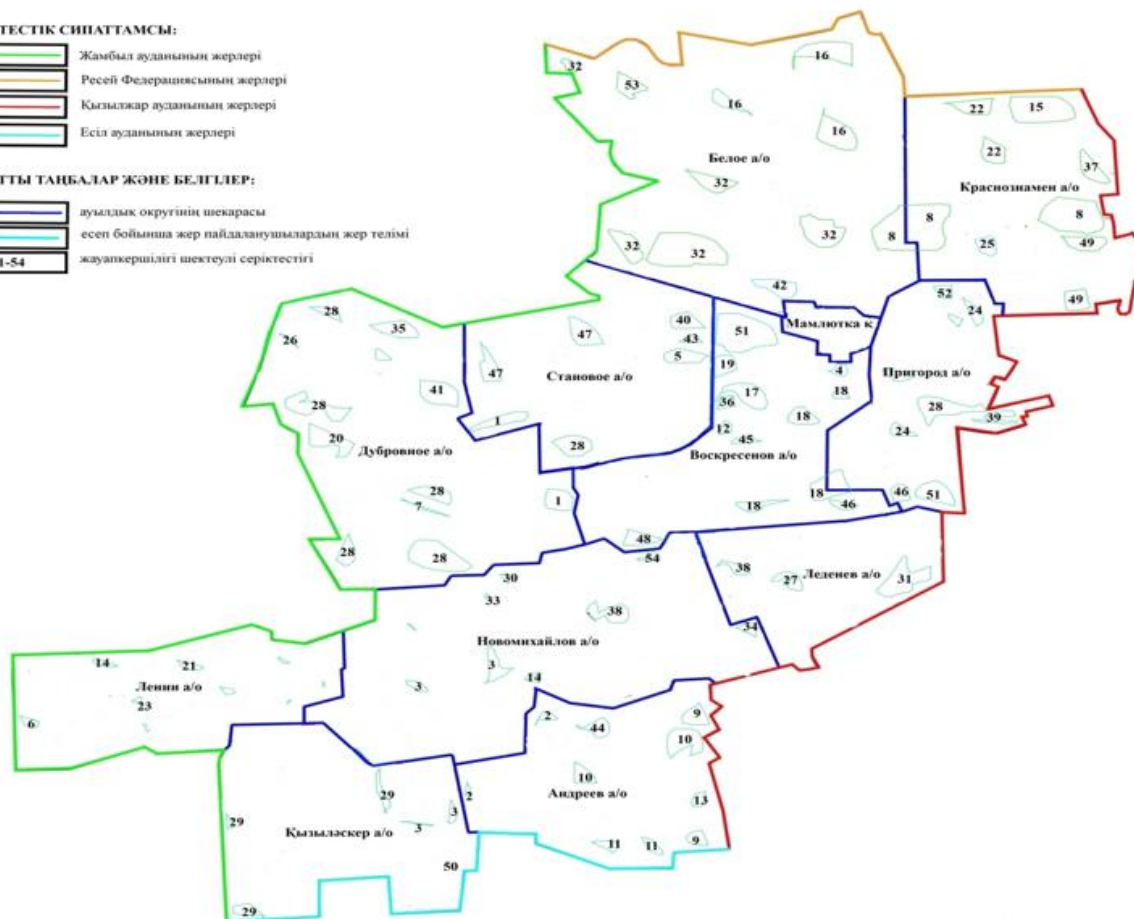 ТЕСТІК СИПАТТАМСЫ:
Жамбыл ауданының жерлері
Ресей Федерациясының жерлері
Қызылжар ауданының жерлері
Есіл ауданының жерлері
ТТЫ ТАҢБАЛАР ЖӘНЕ БЕЛГІЛЕР:
ауылдық округінің шекарасы
есеп бойынша жер пайдаланушылардың жер телімі
1-54 жауапкершілігі шектеулі серіктестігі
16
32
53
16
16
22 15
Белое а/о
22
37
32
Краснознамен а/о
8 8
32 32 32 8
25 49
42
52 49
28
24
35 47 40 51 Мамлютка к
26 43
5 19
47 Становое а/о 4 Пригород а/о
41 17 18
28 36 28
1 18 39
20 12 24
Дубровное а/о 28 45
Воскресенов а/о
28 18 46 51
7 1 18 46
48
28 28 54
30 38 27 Леденев а/о 31
33 38
34
Новомихайлов а/о
14 21 3
Ленин а/о 3 14
23
6 2 44 9
10
10
29 2 Андреев а/о 13
29 3
Қызыләскер а/о 3
11 11 9
50
29